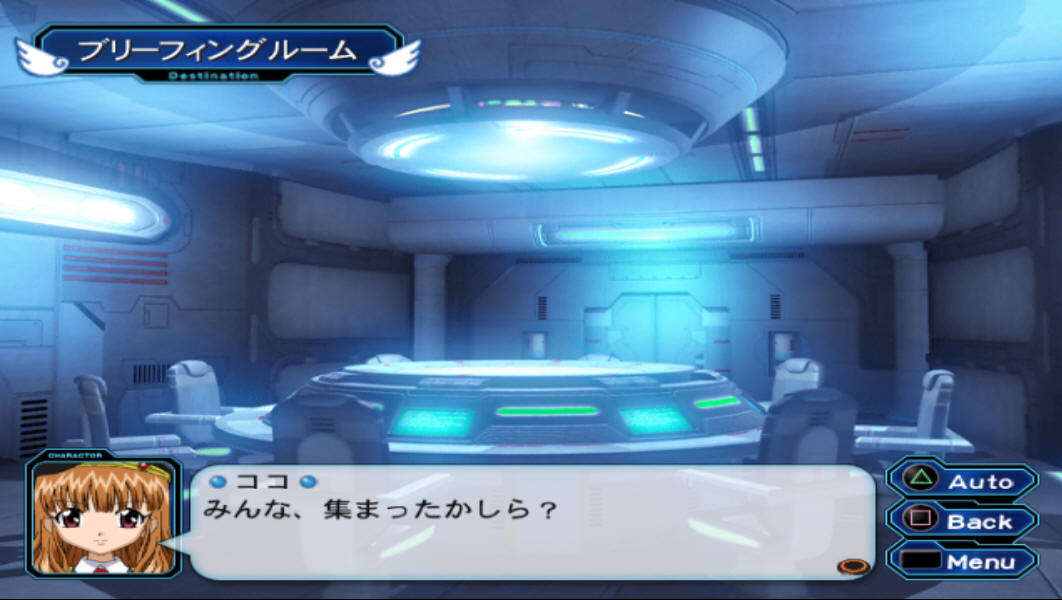 ブリーフィングルーム
Destination
CHARACTOR
ココ
みんな、集まったかしら？
Auto
Back
Menu